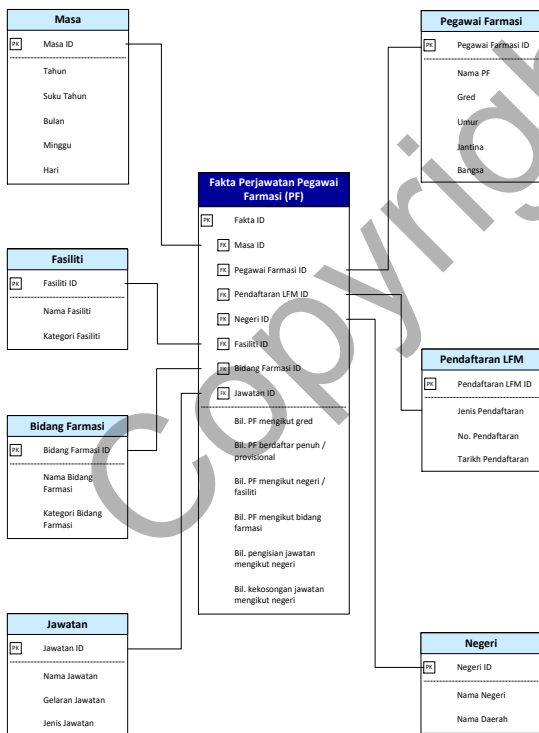 Masa
PK Masa ID
Tahun
Suku Tahun
Bulan
Minggu
Hari
Fasiliti
PK Fasiliti ID
Nama Fasiliti
Kategori Fasiliti
Bidang Farmasi
PK Bidang Farmasi ID
Nama Bidang
Farmasi
Kategori Bidang
Farmasi
Jawatan
PK Jawatan ID
Nama Jawatan
Gelaran Jawatan
Jenis Jawatan
Fakta Perjawatan Pegawai
Farmasi (PF)
PK Fakta ID
FK Masa ID
FK Pegawai Farmasi ID
FK Pendaftaran LFM ID
FK Negeri ID
FK Fasiliti ID
FK Bidang Farmasi ID
FK Jawatan ID
Bil. PF mengikut gred
Bil. PF berdaftar penuh /
provisional
Bil. PF mengikut negeri /
fasiliti
Bil. PF mengikut bidang
farmasi
Bil. pengisian jawatan
mengikut negeri
Bil. kekosongan jawatan
mengikut negeri
Pegawai Farmasi
PK Pegawai Farmasi ID
Nama PF
Gred
Umur
Jantina
Bangsa
Pendaftaran LFM
PK Pendaftaran LFM ID
Jenis Pendaftaran
No. Pendaftaran
Tarikh Pendaftaran
Negeri
PK Negeri ID
Nama Negeri
Nama Daerah
Copyrigh